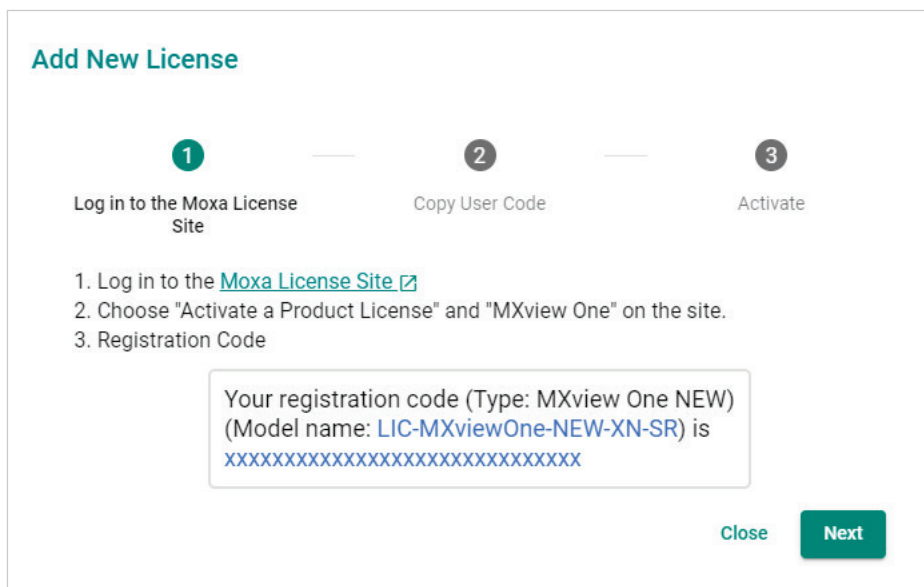 Add New License
1
2
3
Log in to the Moxa License
Site
Copy User Code
Activate
1. Log in to the Moxa License Site
2. Choose "Activate a Product License" and "MXview One" on the site.
3. Registration Code
Your registration code (Type: MXview One NEW)
(Model name: LIC-MXviewOne-NEW-XN-SR) is
xxxxxxxxxxxxxxxxxxxxxxxxxxxxxx
Close
Next